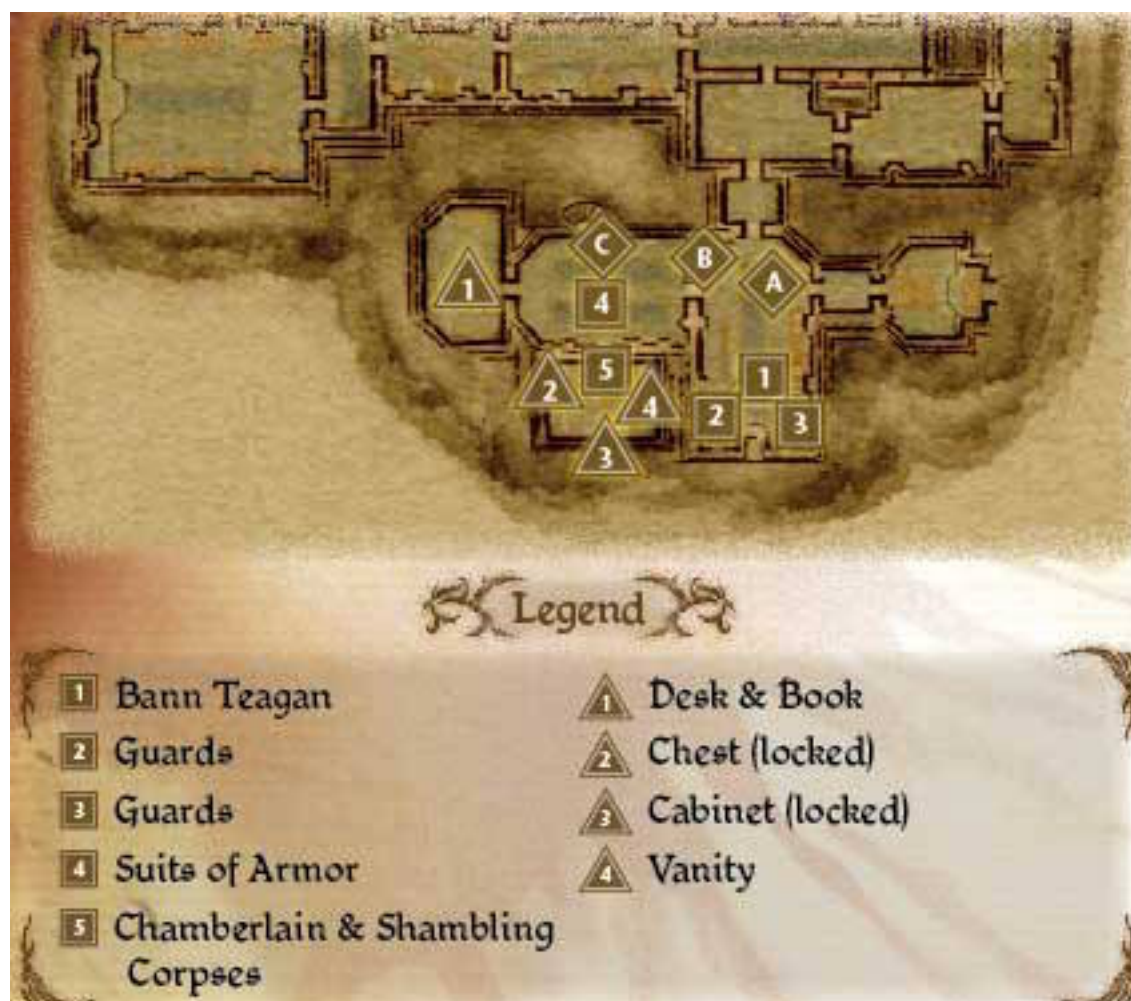 C
B
A
1
4
1
5
2
4
2
3
3
Legend
1 Bann Teagan
2 Guards
3 Guards
4 Suits of Armor
5 Chamberlain & Shambling
Corpses
1 Desk & Book
2 Chest (locked)
3 Cabinet (locked)
4 Vanity